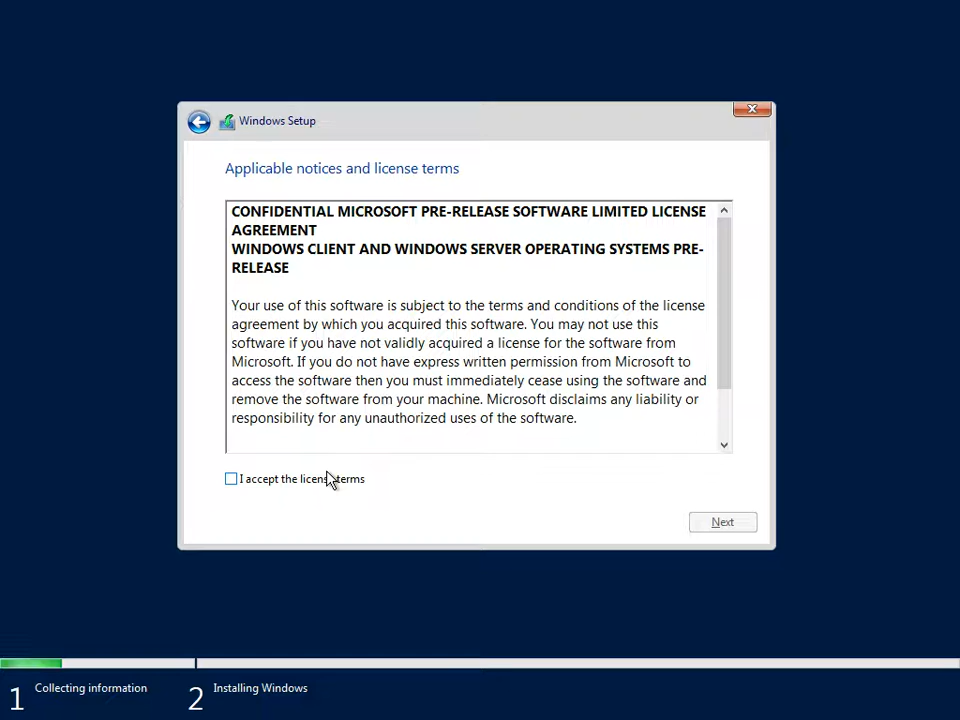 Windows Setup
Applicable notices and license terms
CONFIDENTIAL MICROSOFT PRE-RELEASE SOFTWARE LIMITED LICENSE
AGREEMENT
WINDOWS CLIENT AND WINDOWS SERVER OPERATING SYSTEMS PRE-
RELEASE
Your use of this software is subject to the terms and conditions of the license
agreement by which you acquired this software. You may not use this
software if you have not validly acquired a license for the software from
Microsoft. If you do not have express written permission from Microsoft to
access the software then you must immediately cease using the software and
remove the software from your machine. Microsoft disclaims any liability or
responsibility for any unauthorized uses of the software.
I accept the license terms
Next
1 Collecting information
2 Installing Windows